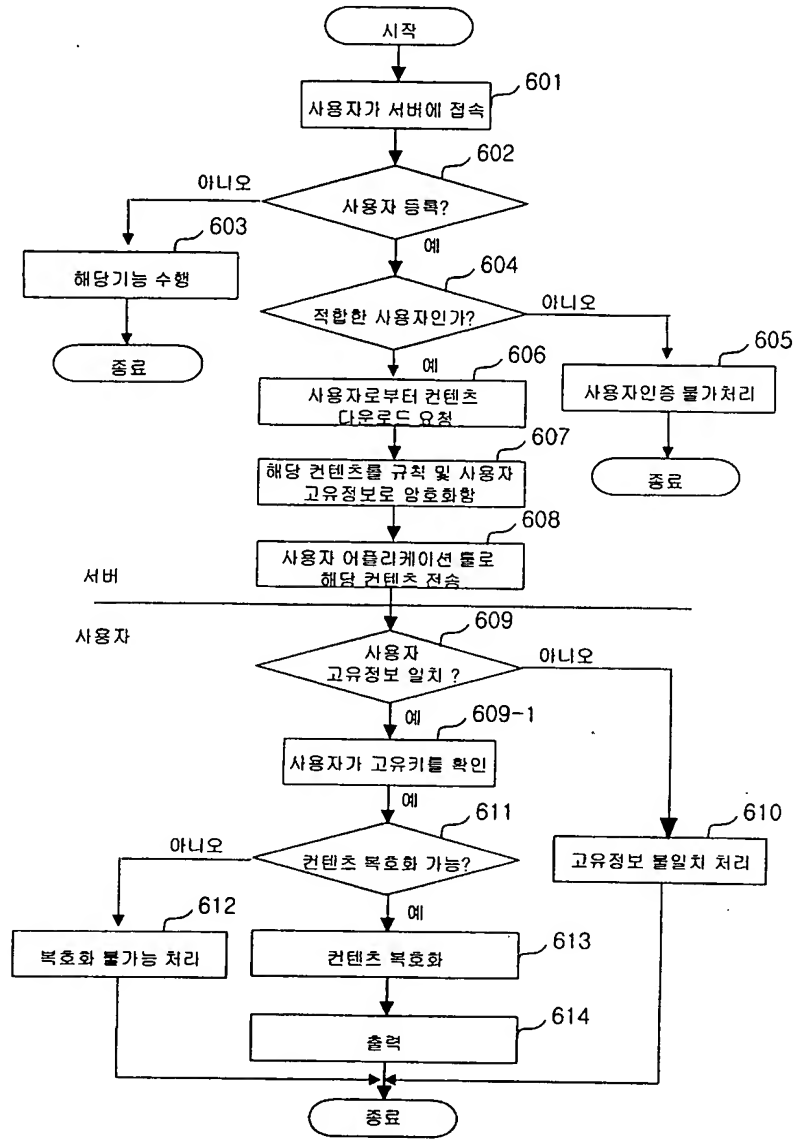 시작
601
사용자가 서버에 접속
602
아니오
사용자 등록?
603
예
604
해당기능 수행
아니오
적합한 사용자인가?
605
종료
예
606
사용자로부터 컨텐츠
다운로드 요청
사용자인증 불가처리
607
해당 컨텐츠를 규칙 및 사용자
고유정보로 암호화함
종료
608
사용자 어플리케이션 툴로
해당 컨텐츠 전송
서버
사용자
609
사용자
고유정보 일치 ?
아니오
예
609-1
사용자가 고유키를 확인
예
611
610
아니오
컨텐츠 복호화 가능?
고유정보 불일치 처리
612
예
613
복호화 불가능 처리
컨텐츠 복호화
614
출력
종료